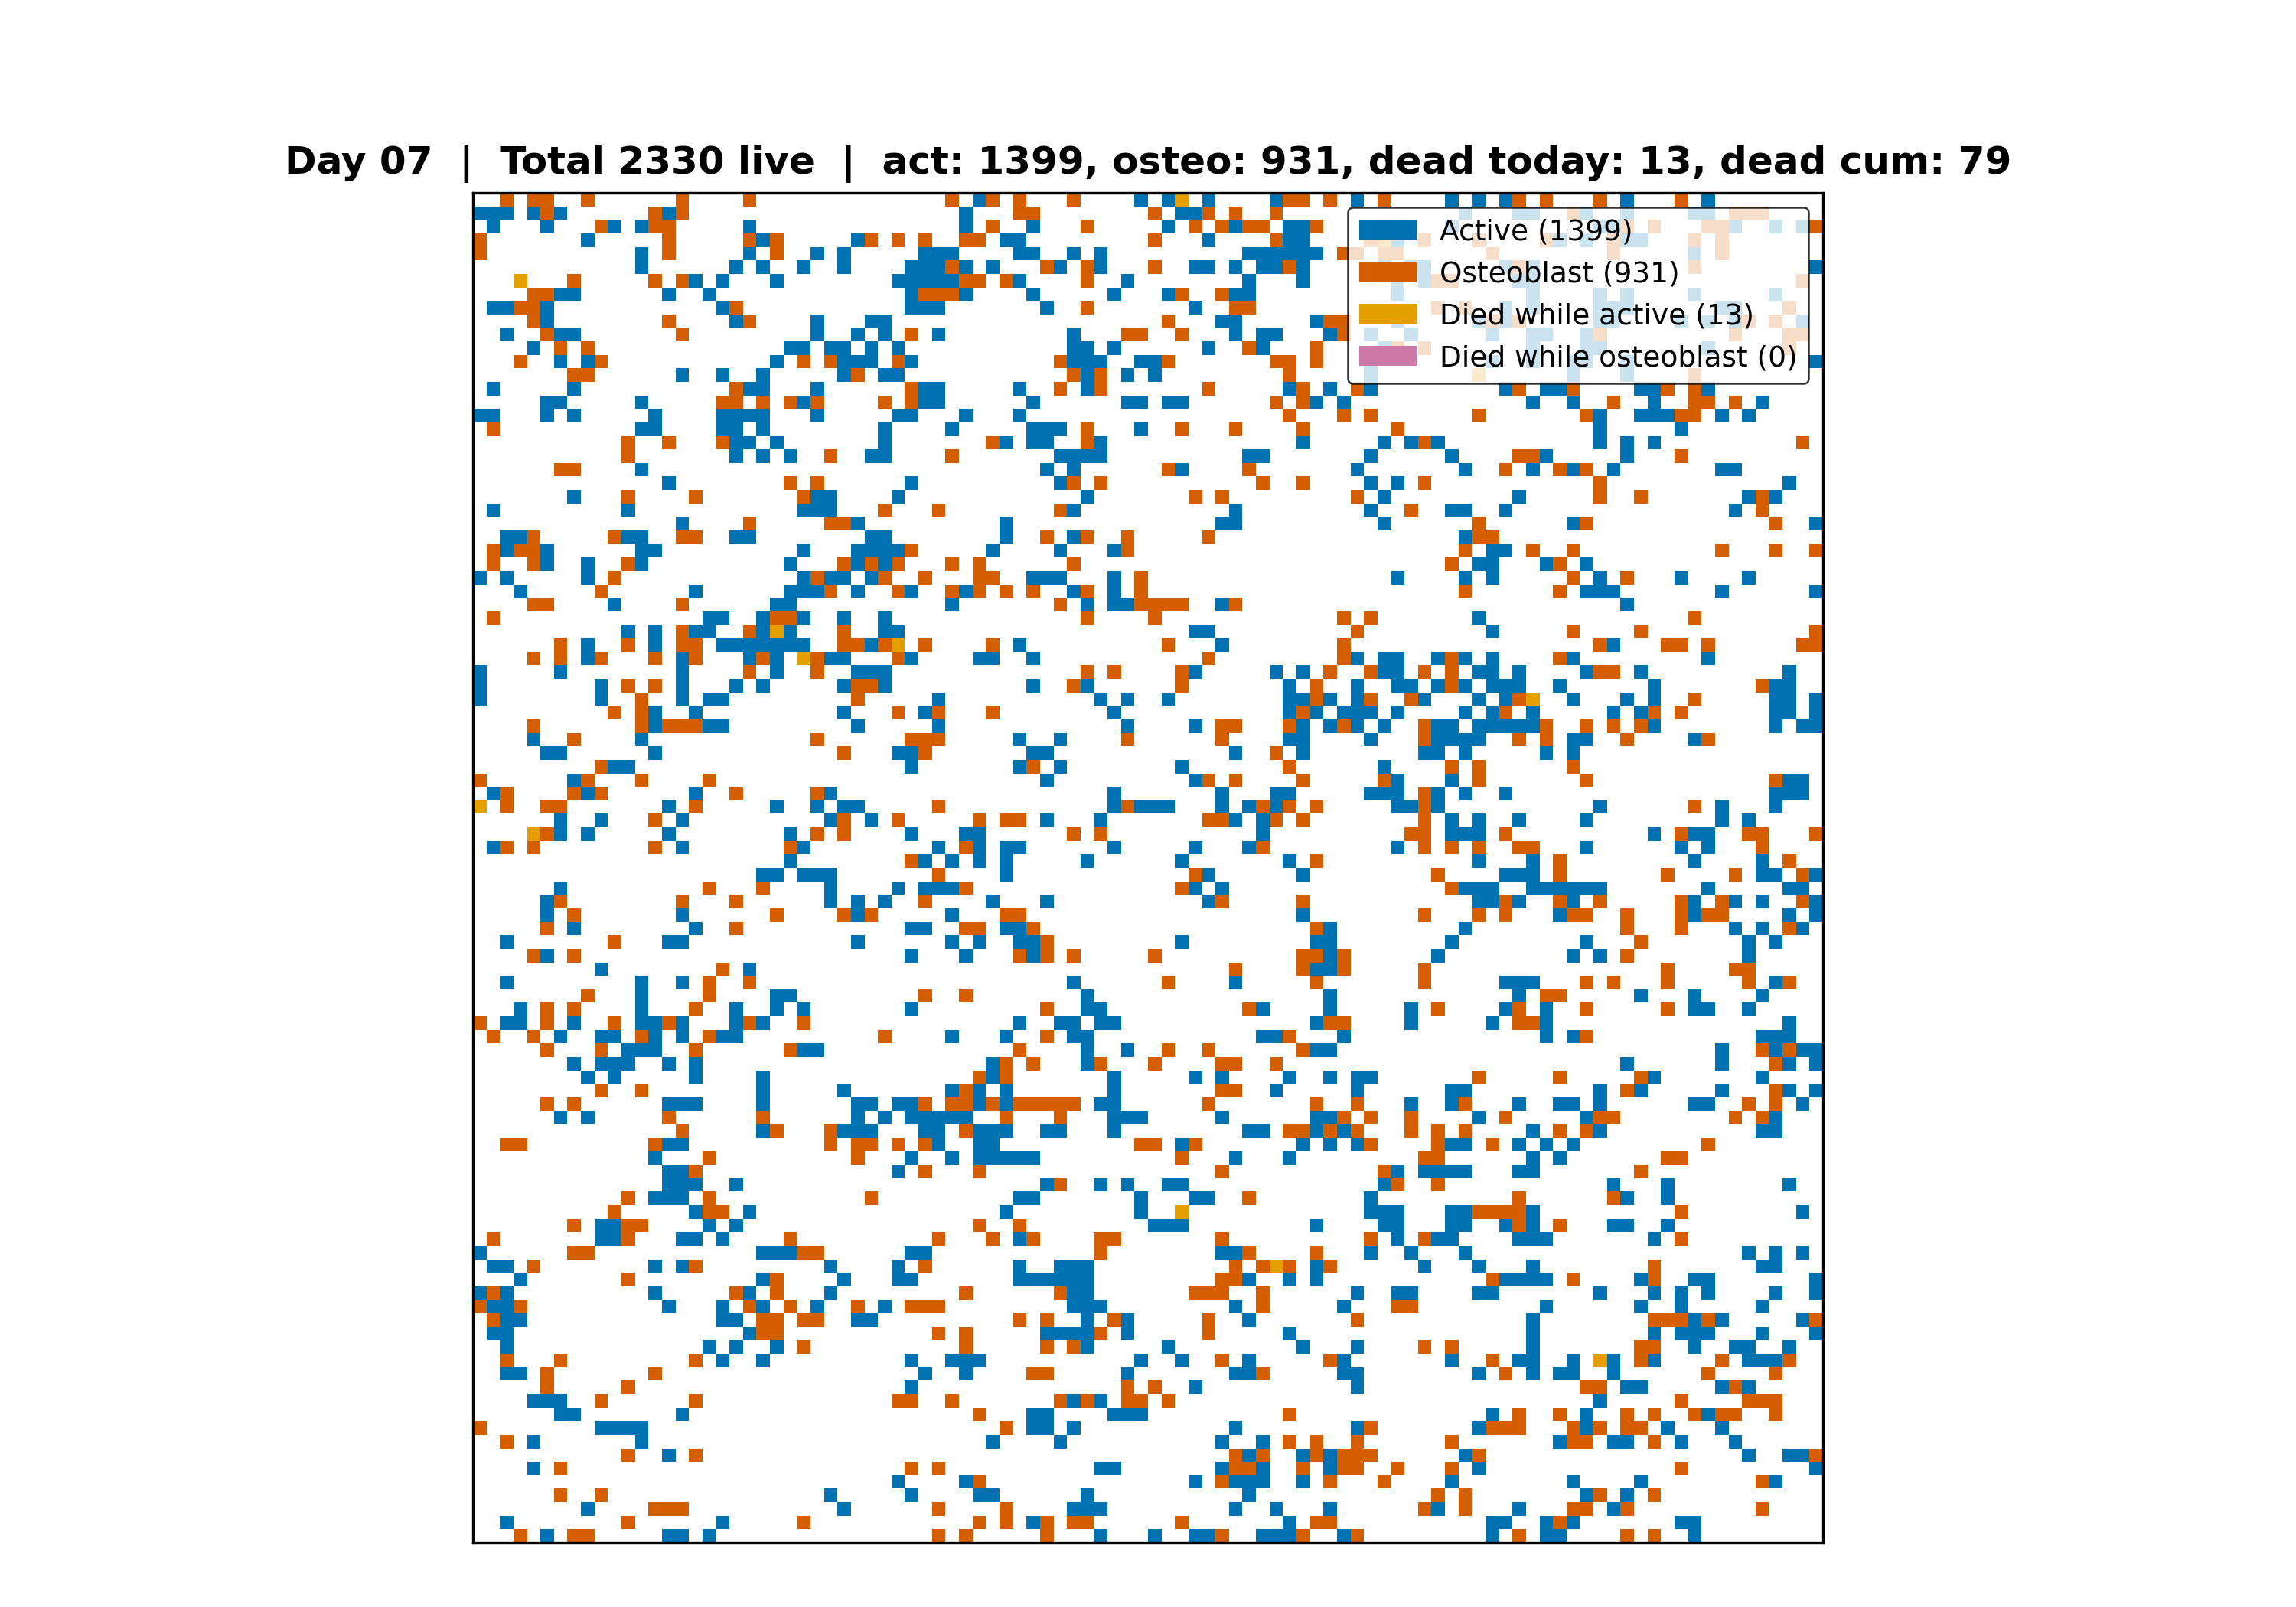 Day 07 | Total 2330 live | act: 1399, osteo: 931, dead today: 13, dead cum: 79
Active (1399)
Osteoblast (931)
Died while active (13)
Died while osteoblast (0)